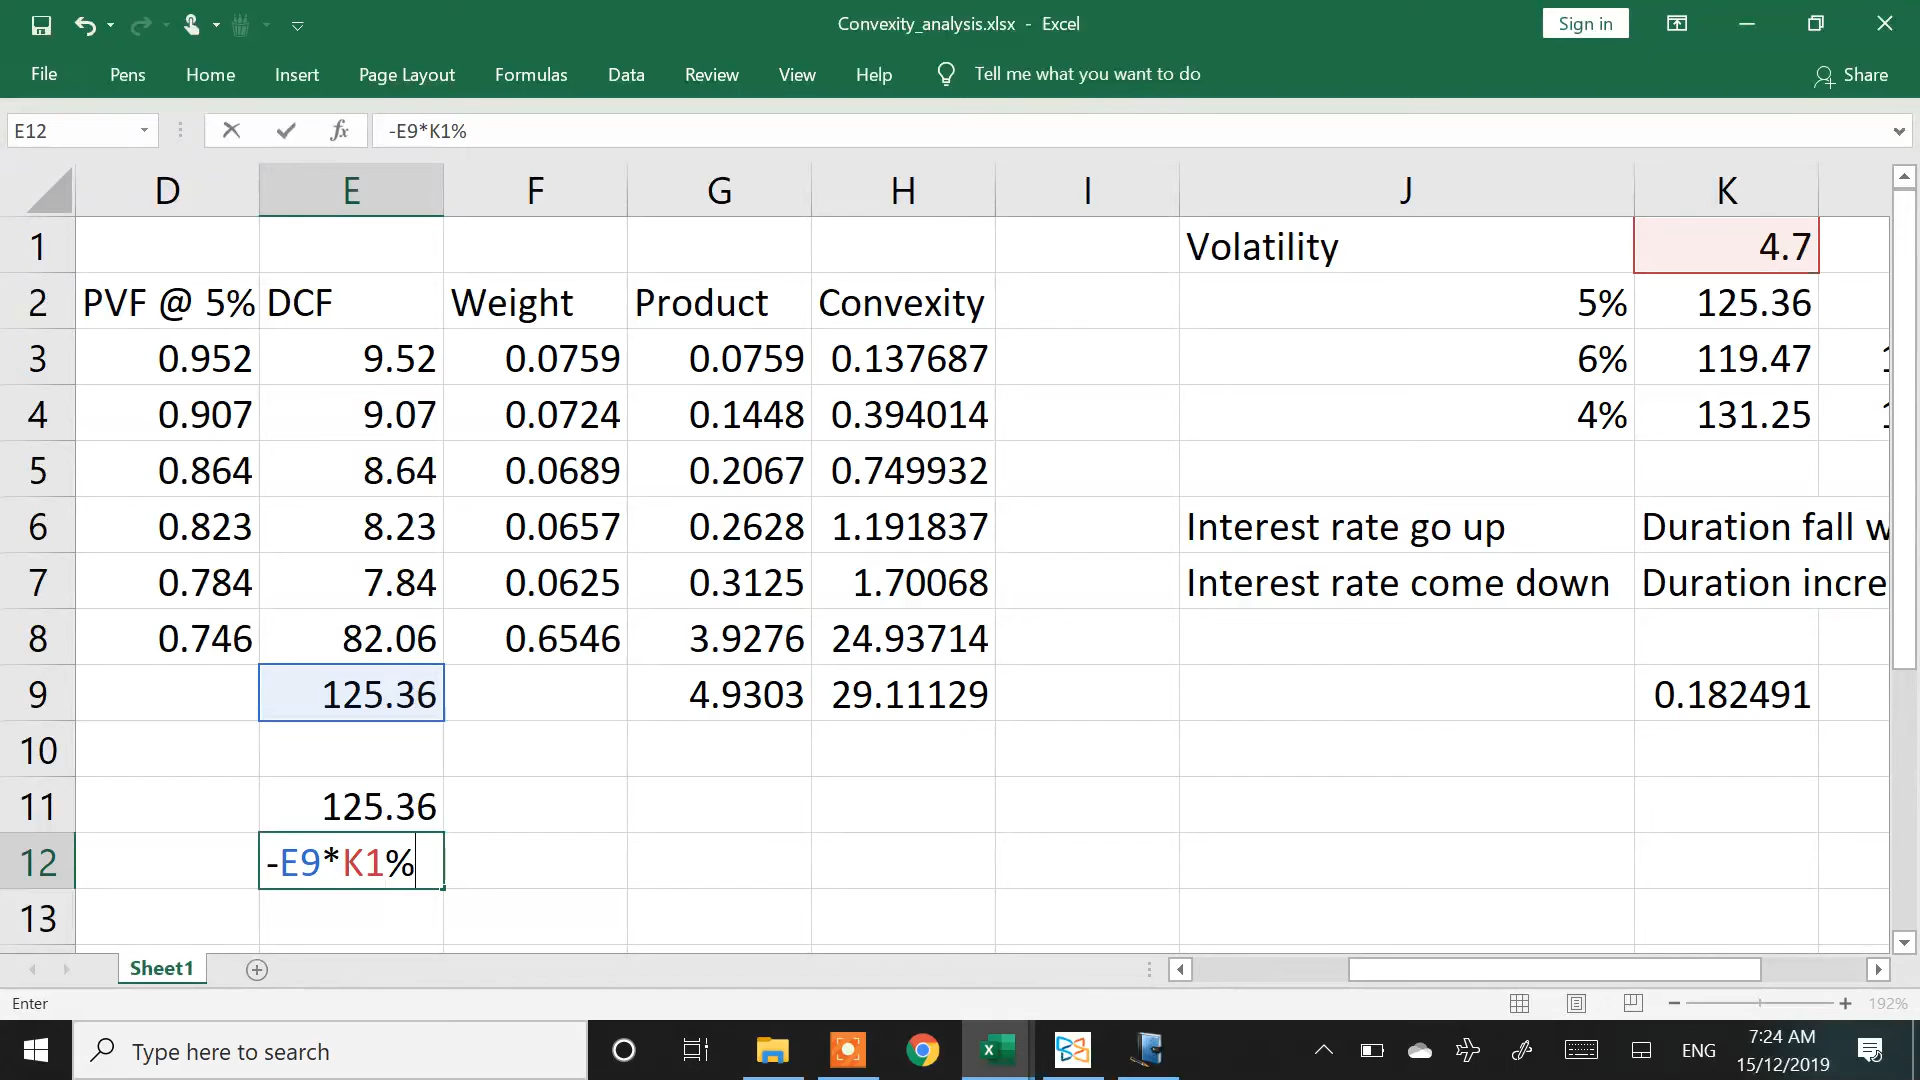 Convexity_analysis.xlsx - Excel
Sign in
File Pens Home Insert Page Layout Formulas Data Review View Help Tell me what you want to do Share
E12 fx -E9*K1%
D E F G H I J K
1 Volatility 4.7
2 PVF @ 5% DCF Weight Product Convexity 5% 125.36
3 0.952 9.52 0.0759 0.0759 0.137687 6% 119.47
4 0.907 9.07 0.0724 0.1448 0.394014 4% 131.25
5 0.864 8.64 0.0689 0.2067 0.749932
6 0.823 8.23 0.0657 0.2628 1.191837 Interest rate go up Duration fall w
7 0.784 7.84 0.0625 0.3125 1.70068 Interest rate come down Duration incre
8 0.746 82.06 0.6546 3.9276 24.93714
9 125.36 4.9303 29.11129 0.182491
10
11 125.36
12 -E9*K1%
13
Sheet1
Enter 192%
Type here to search ENG 7:24 AM
15/12/2019